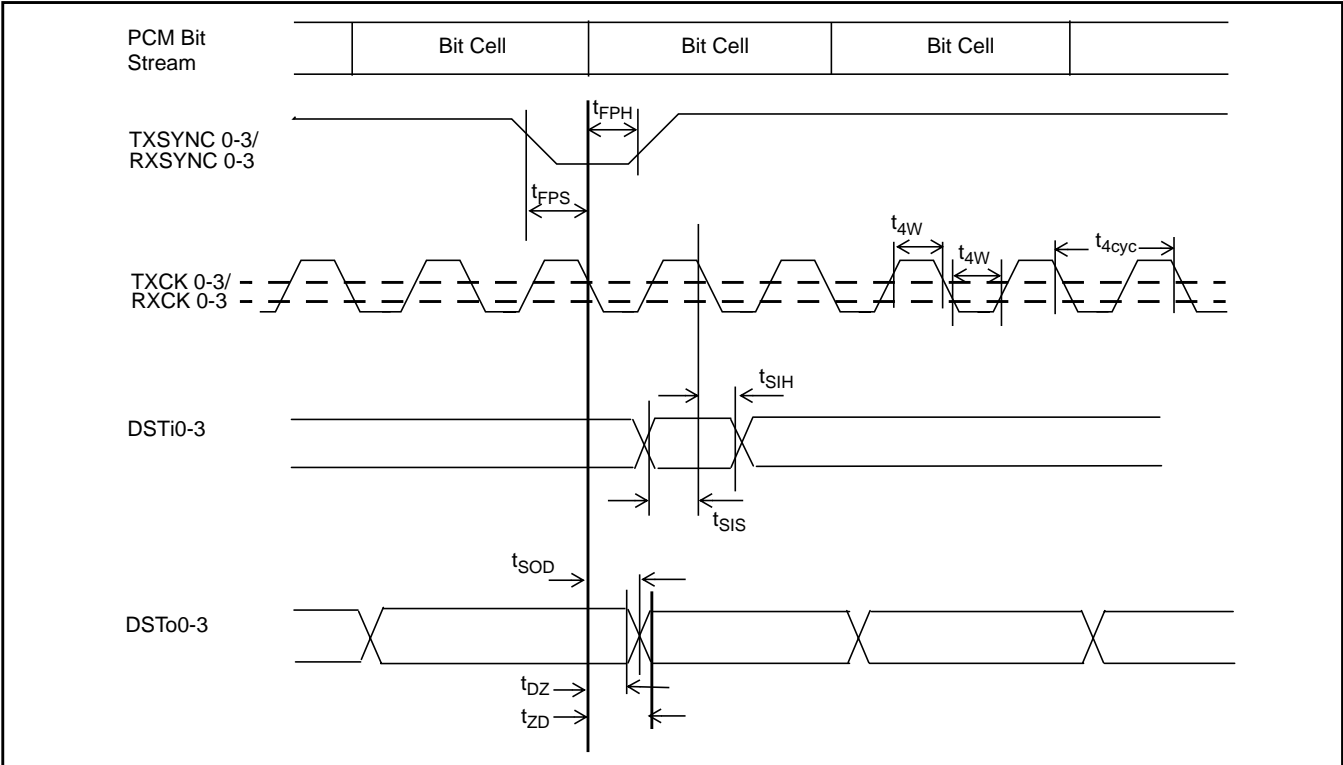 PCM Bit
Stream
Bit Cell
Bit Cell
Bit Cell
TXSYNC 0-3/
RXSYNC 0-3
tFPH
tFPS
TXCK 0-3/
RXCK 0-3
t4W
t4W
t4cyc
DSTi0-3
tSIH
tSIS
DSTo0-3
tSOD
tDZ
tZD